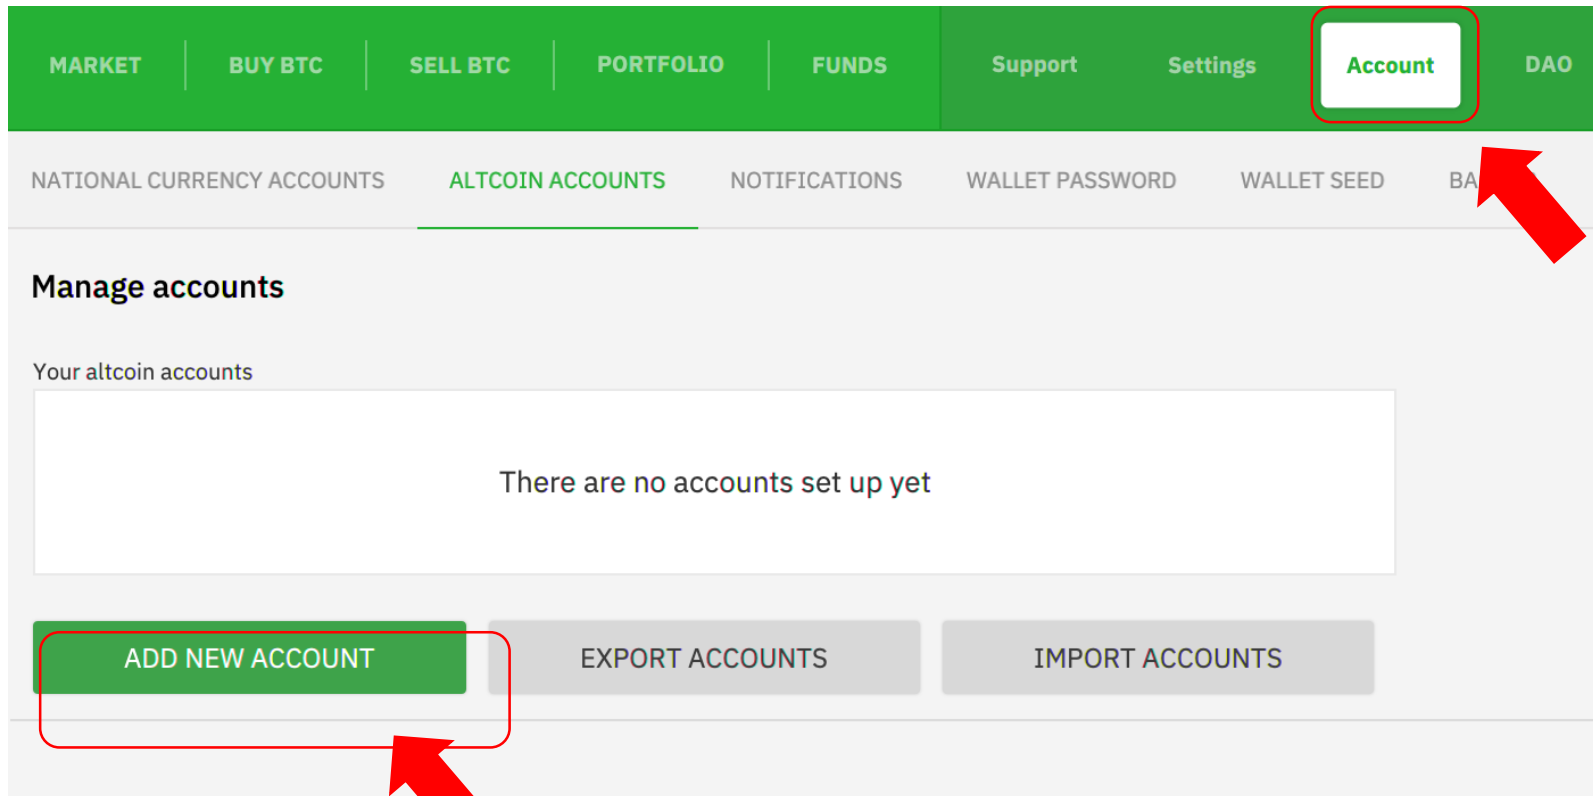 MARKET BUY BTC SELL BTC PORTFOLIO FUNDS Support Settings Account DAO
NATIONAL CURRENCY ACCOUNTS ALTCOIN ACCOUNTS NOTIFICATIONS WALLET PASSWORD WALLET SEED
Manage accounts
Your altcoin accounts
There are no accounts set up yet
ADD NEW ACCOUNT EXPORT ACCOUNTS IMPORT ACCOUNTS